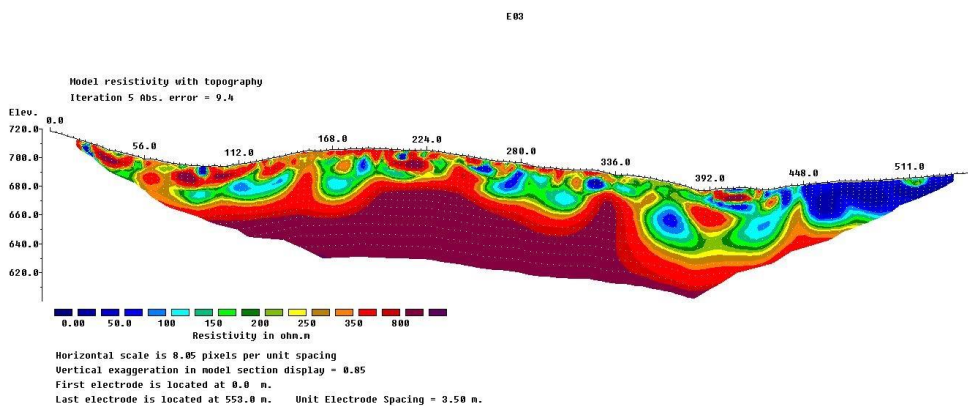 E03
Model resistivity with topography
Iteration 5 Abs. error = 9.4
Elev.
0.0
720.0
56.0
112.0
168.0
224.0
280.0
336.0
392.0
448.0
511.0
700.0
680.0
660.0
640.0
620.0
0.00 50.0 100 150 200 250 350 800
Resistivity in ohm.m
Horizontal scale is 8.05 pixels per unit spacing
Vertical exaggeration in model section display = 0.85
First electrode is located at 0.0 m.
Last electrode is located at 553.0 m. Unit Electrode Spacing = 3.50 m.